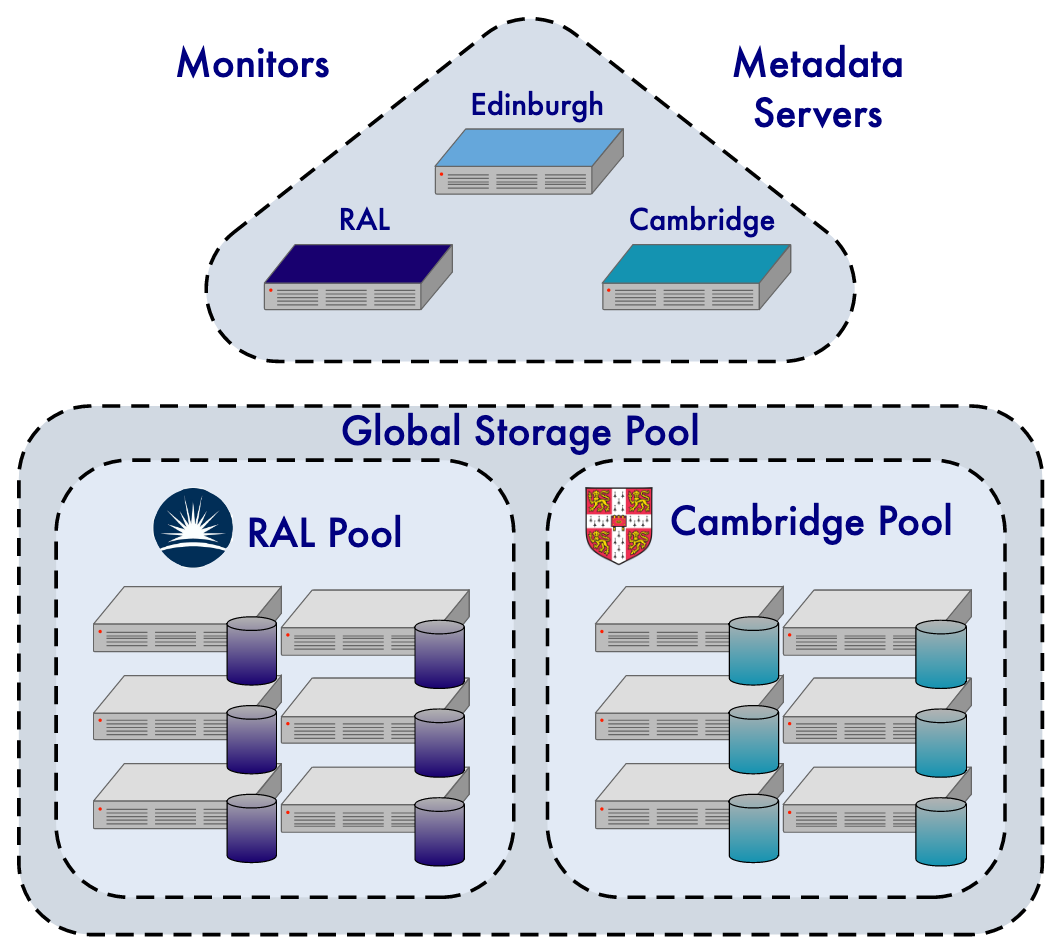 Monitors
Metadata
Servers
Edinburgh
RAL
Cambridge
Global Storage Pool
RAL Pool
Cambridge Pool